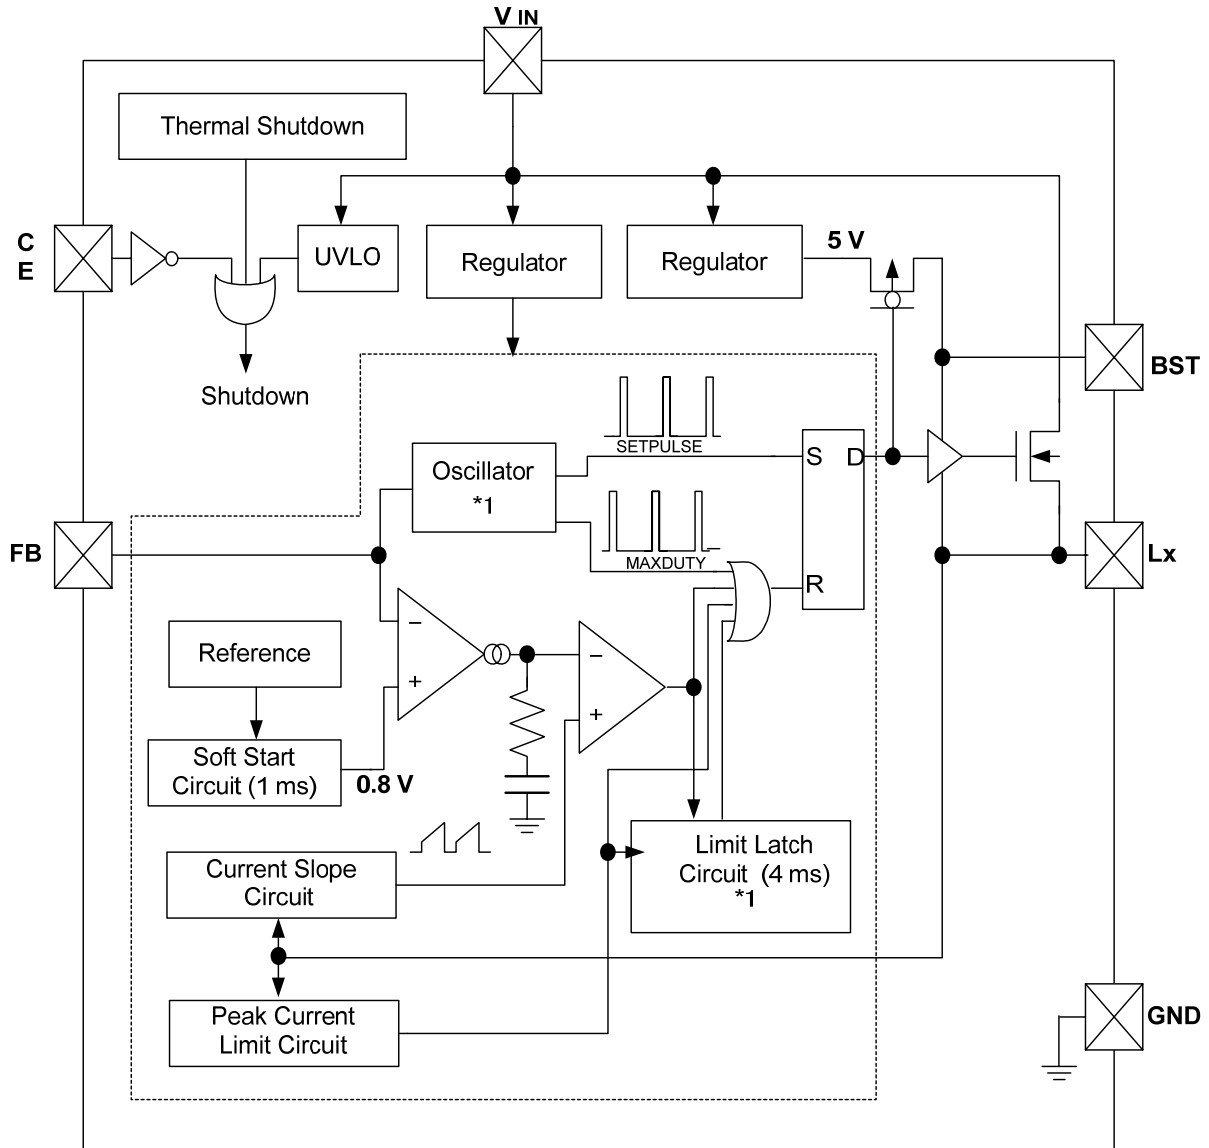 V IN
Thermal Shutdown
C
E
UVLO
Regulator
Regulator
5 V
Shutdown
BST
SETPULSE
Oscillator
*1
S
D
FB
MAXDUTY
Lx
R
−
+
Reference
−
+
Soft Start
Circuit (1 ms)
0.8 V
Limit Latch
Circuit (4 ms)
*1
Current Slope
Circuit
Peak Current
Limit Circuit
GND